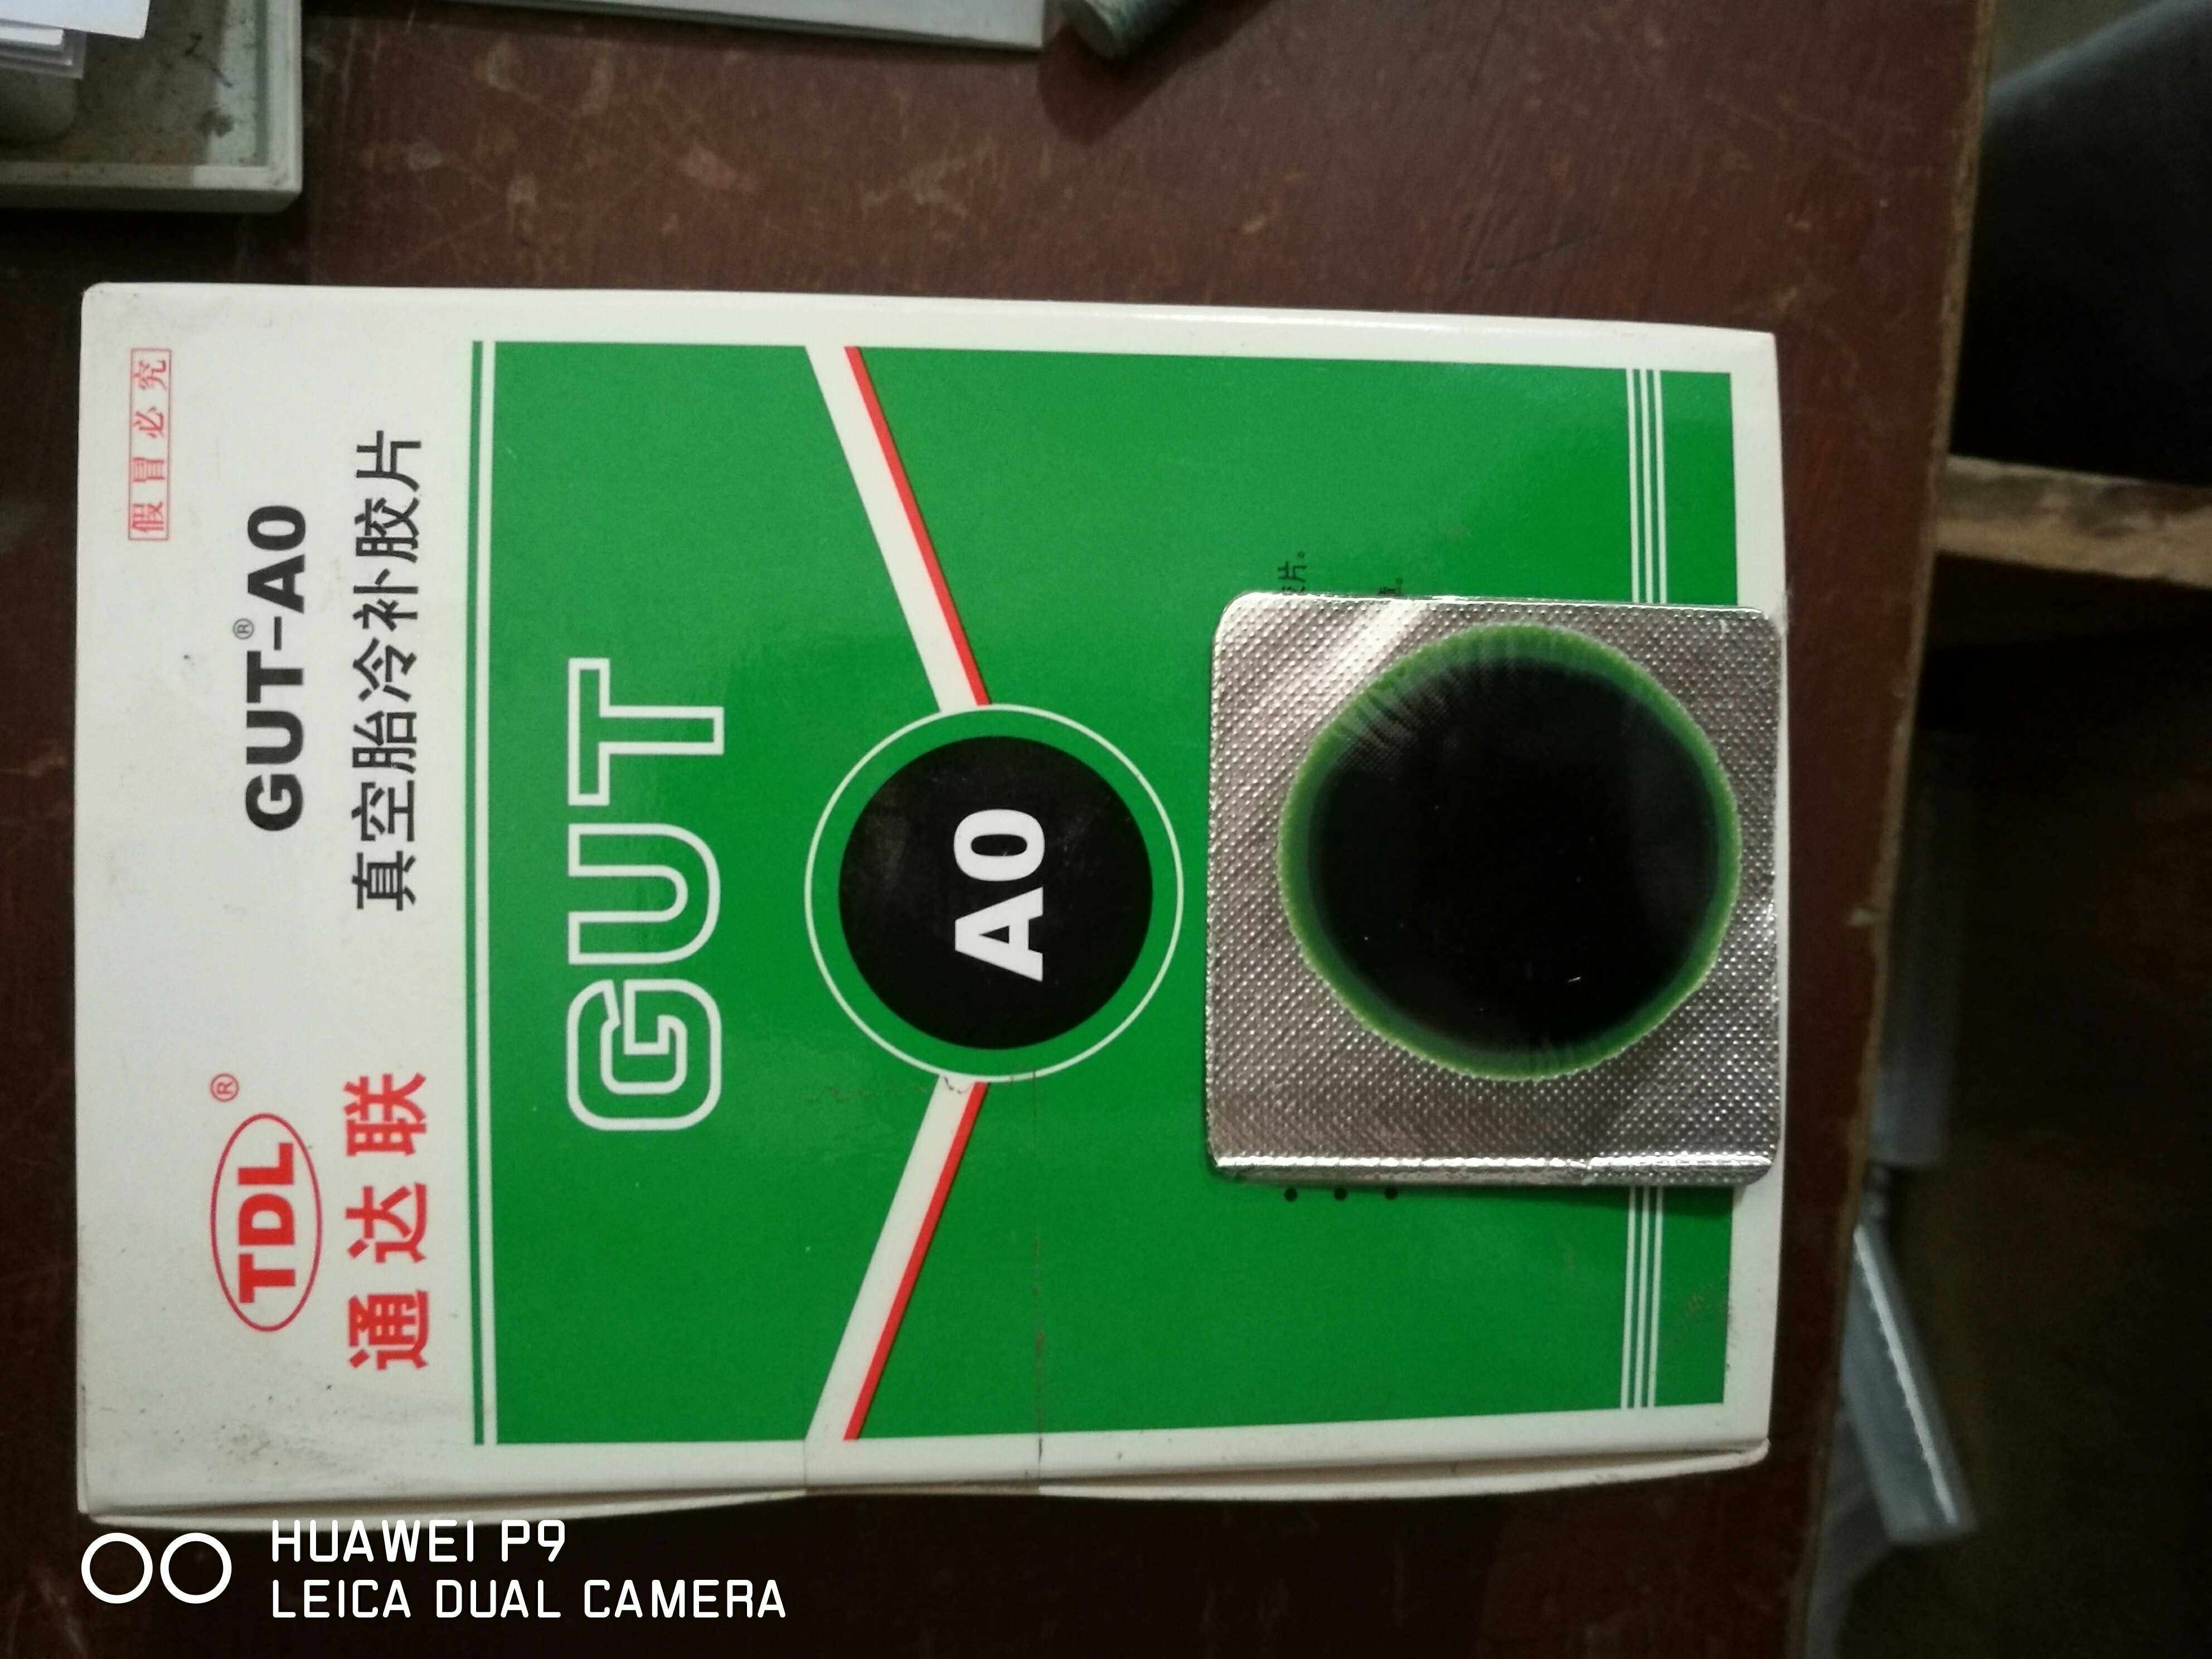 假冒必究
TDL®
GUT®-A0
通达联
真空胎冷补胶片
GUT
A0
片。
HUAWEI P9
LEICA DUAL CAMERA